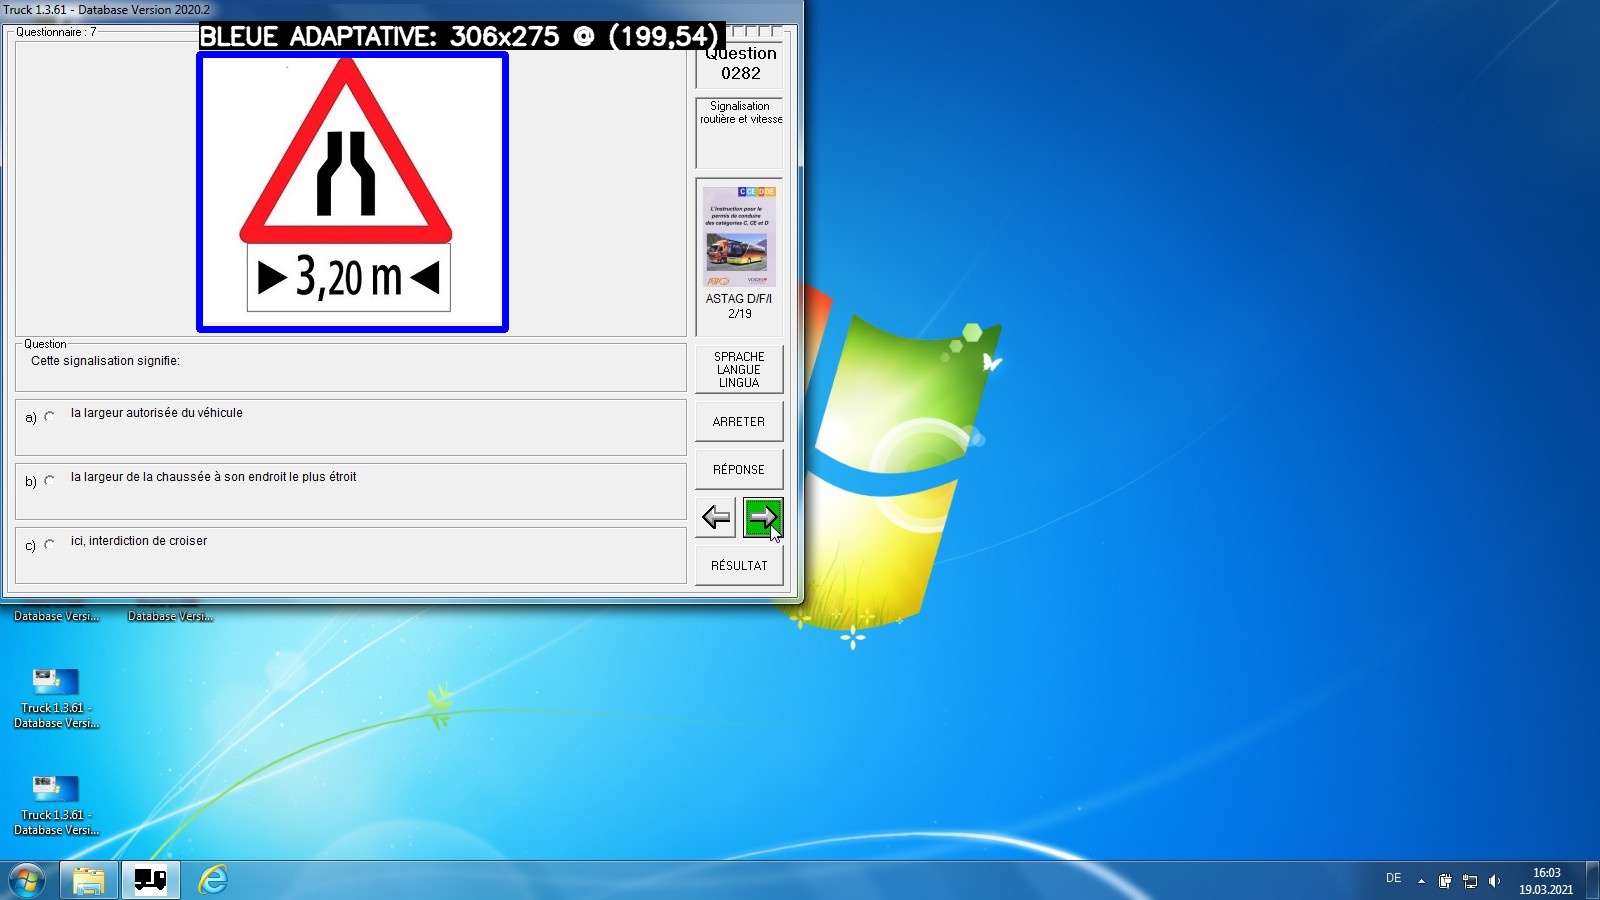 Truck 1.3.61 - Database Version 2020.2
Questionnaire : 7
BLEUE ADAPTATIVE: 306x275 @ (199,54)
3,20 m
Question
0282
Signalisation
routière et vitesse
C CE D DE
L'instruction pour le
permis de conduire
des catégories C, CE et D
ASTAG D/F/I
2/19
Question
Cette signalisation signifie:
a) la largeur autorisée du véhicule
b) la largeur de la chaussée à son endroit le plus étroit
c) ici, interdiction de croiser
SPRACHE
LANGUE
LINGUA
ARRETER
RÉPONSE
RÉSULTAT
Database Versi...
Database Versi...
Truck 1.3.61 -
Database Versi...
Truck 1.3.61 -
Database Versi...
DE
16:03
19.03.2021